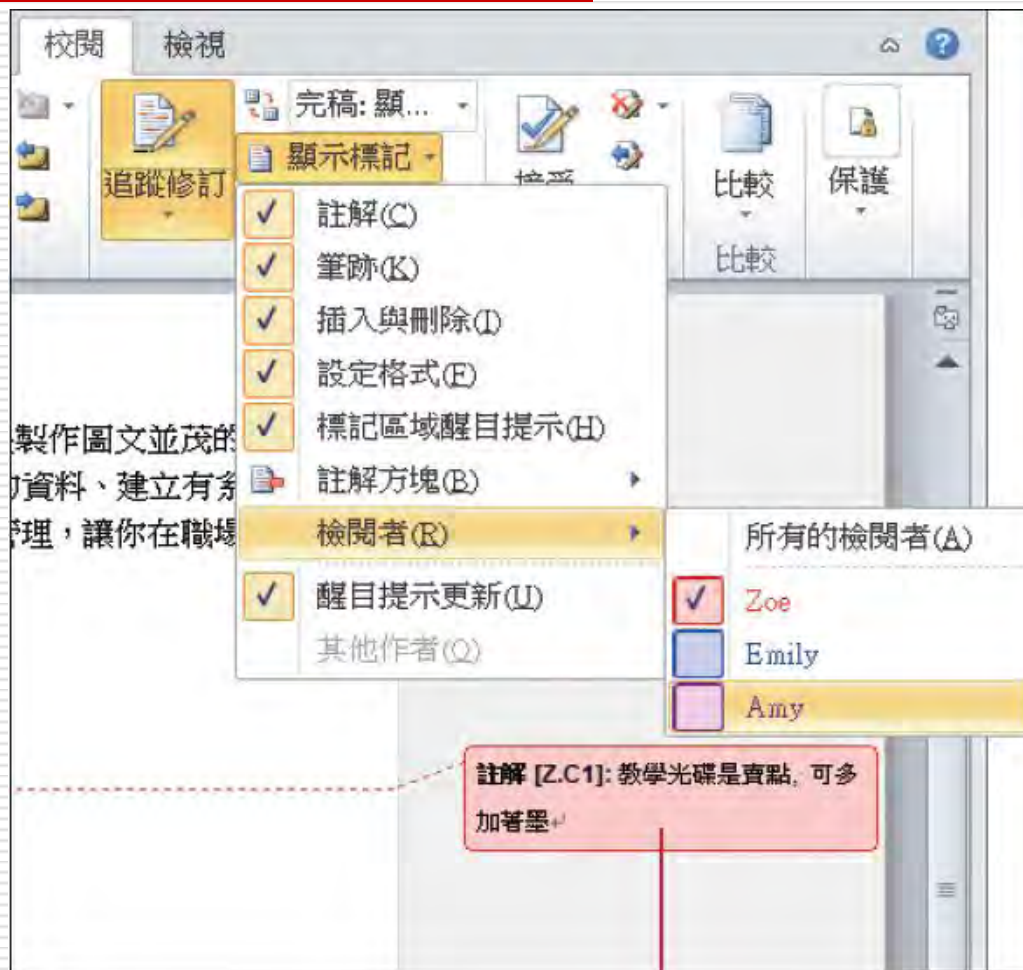 校閱 檢視
完稿: 顯...
顯示標記
追蹤修訂
接受
比較
保護
比較
註解(C)
筆跡(K)
插入與刪除(I)
設定格式(F)
標記區域醒目提示(H)
製作圖文並茂的
資料、建立有
註解方塊(B)
理，讓你在職場
檢閱者(R)
所有的檢閱者(A)
醒目提示更新(U)
Zoe
其他作者(O)
Emily
Amy
註解 [Z.C1]: 教學光碟是賣點, 可多
加著墨↵